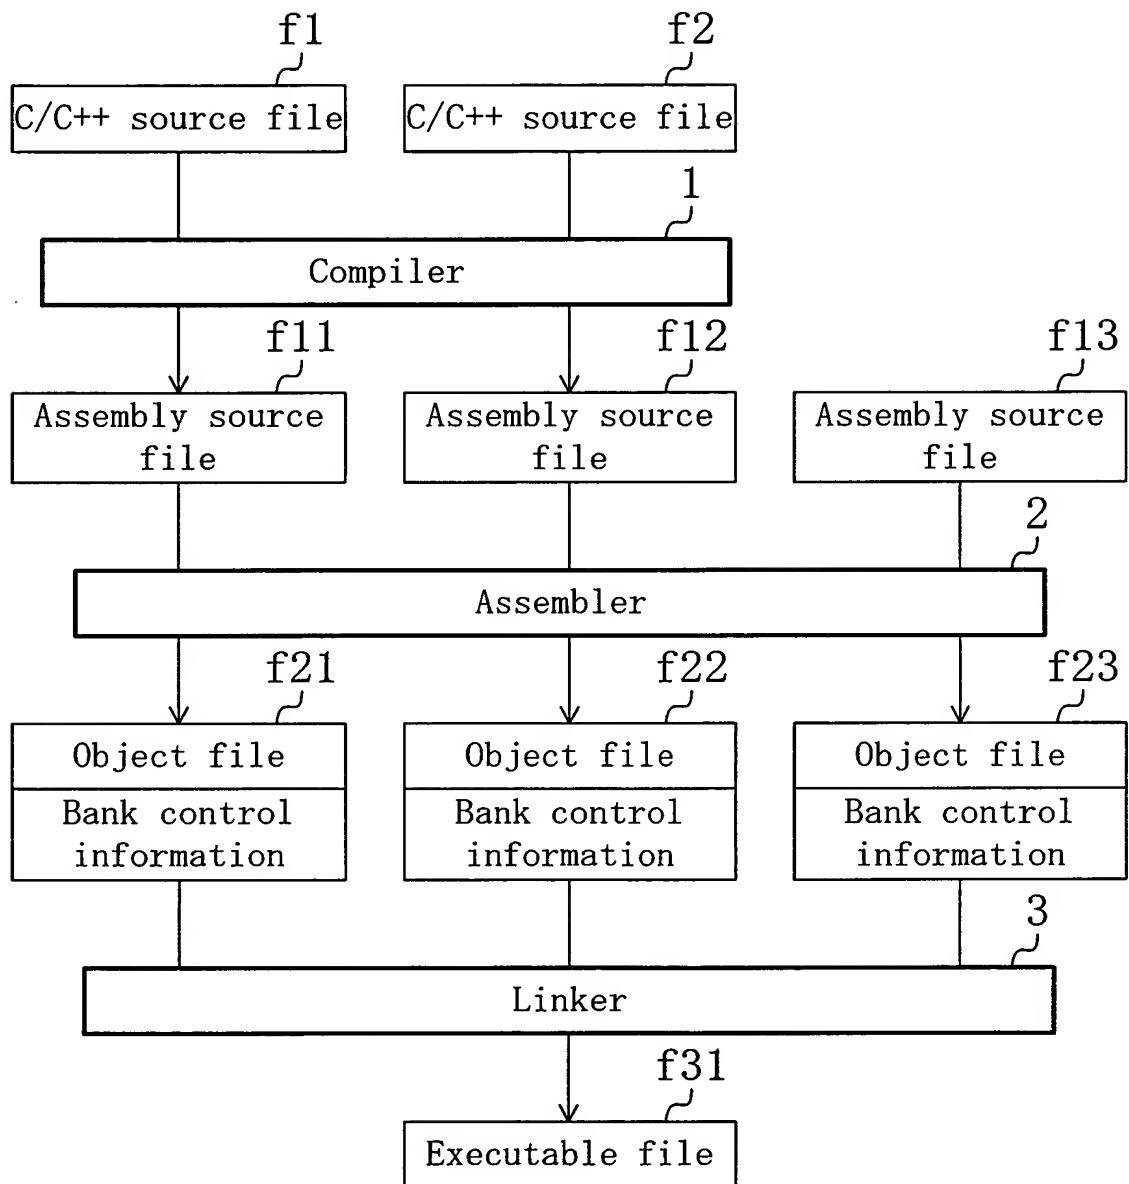 f1
f2
C/C++ source file
C/C++ source file
1
Compiler
f11
f12
f13
Assembly source
file
Assembly source
file
Assembly source
file
2
Assembler
f21
f22
f23
Object file
Bank control
information
Object file
Bank control
information
Object file
Bank control
information
3
Linker
f31
Executable file